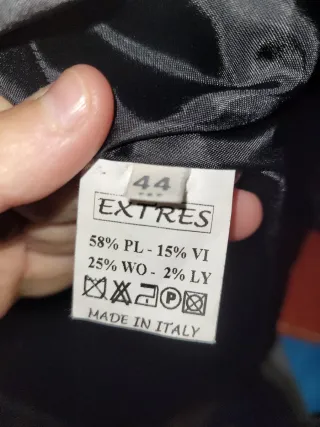 44
EXTRES
58% PL - 15% VI
25% WO - 2% LY
P
MADE IN ITALY